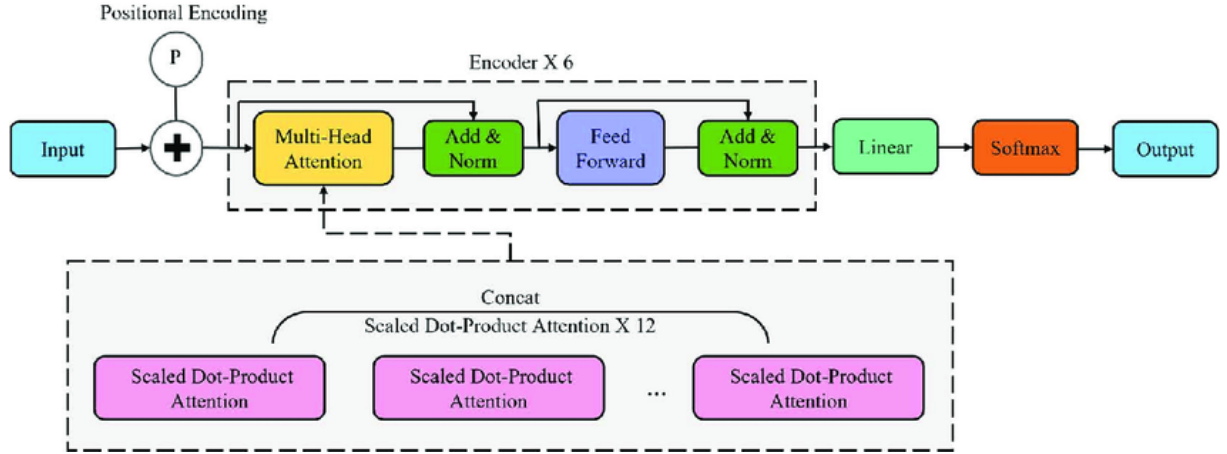 Positional Encoding
P
Encoder X 6
Input
Multi-Head
Attention
Add &
Norm
Feed
Forward
Add &
Norm
Linear
Softmax
Output
Concat
Scaled Dot-Product Attention X 12
Scaled Dot-Product
Attention
Scaled Dot-Product
Attention
...
Scaled Dot-Product
Attention